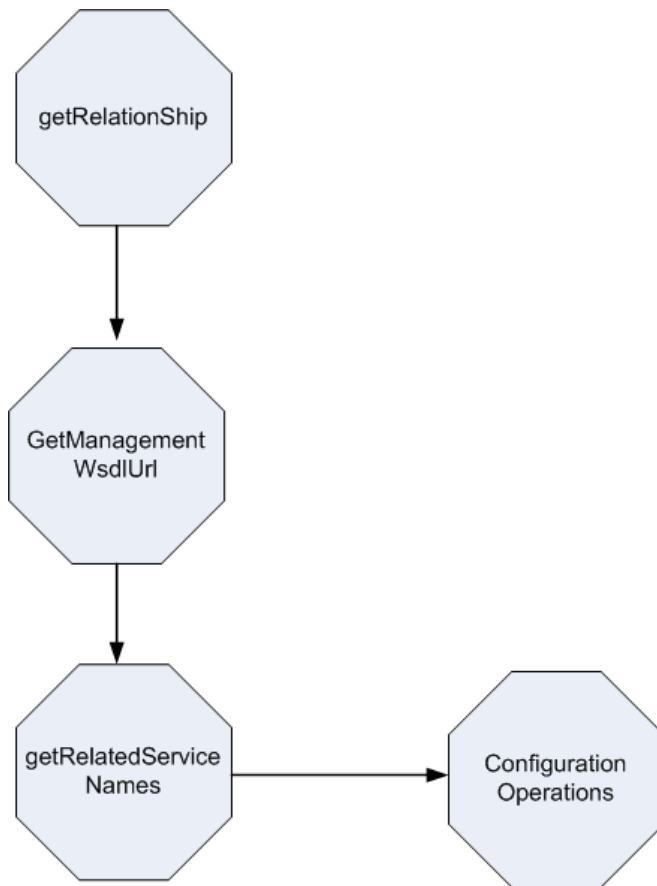 getRelationShip
GetManagement
WsdlUrl
getRelatedService
Names
Configuration
Operations